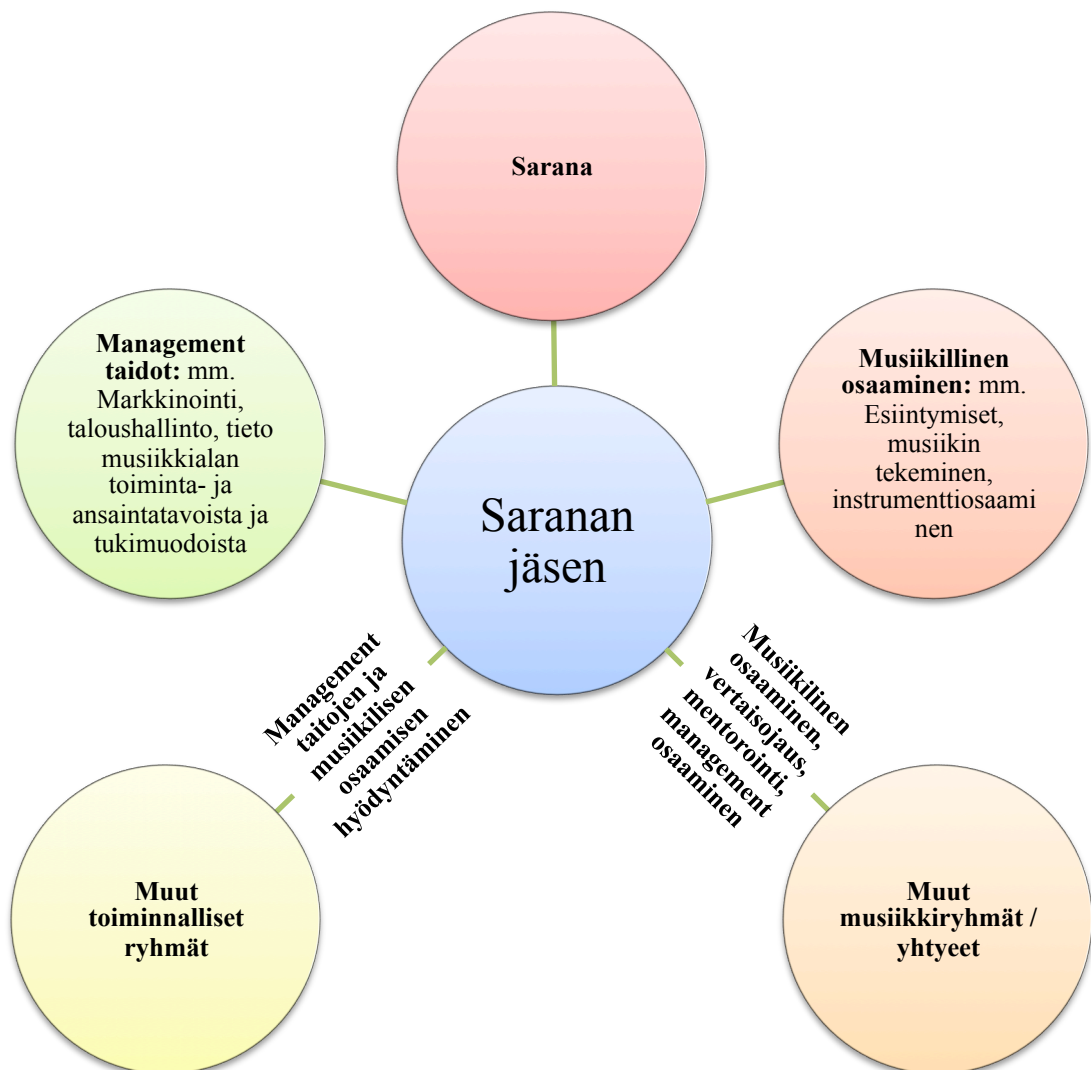 Sarana
Management
taidot: mm.
Markkinointi,
taloushallinto, tieto
musiikkialan
toiminta- ja
ansaintatavoista ja
tukimuodoista
Musiikillinen
osaaminen: mm.
Esiintymiset,
musiikin
tekeminen,
instrumenttiosaami
nen
Saranan
jäsen
Management
taitojen ja
musiikilisen
osaamisen
hyödyntäminen
Musiikilinen
osaaminen,
vertaisojaus,
mentorointi,
management
osaaminen
Muut
toiminnalliset
ryhmät
Muut
musiikkiryhmät /
yhtyeet